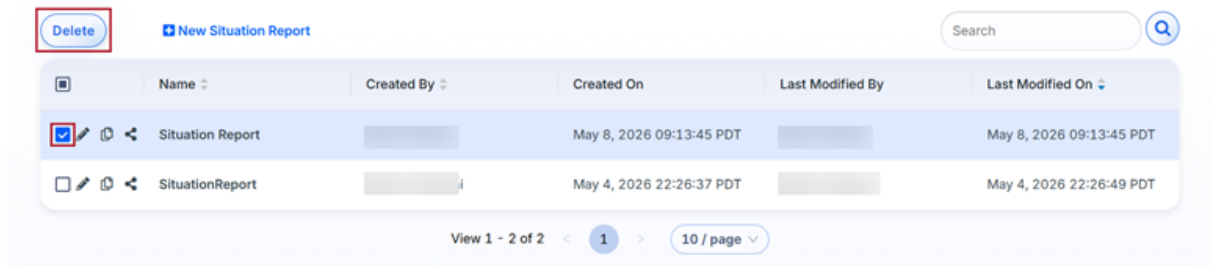 Delete New Situation Report Search
Name Created By Created On Last Modified By Last Modified On
Situation Report May 8, 2026 09:13:45 PDT May 8, 2026 09:13:45 PDT
SituationReport May 4, 2026 22:26:37 PDT May 4, 2026 22:26:49 PDT
View 1 - 2 of 2 < 1 > 10 / page